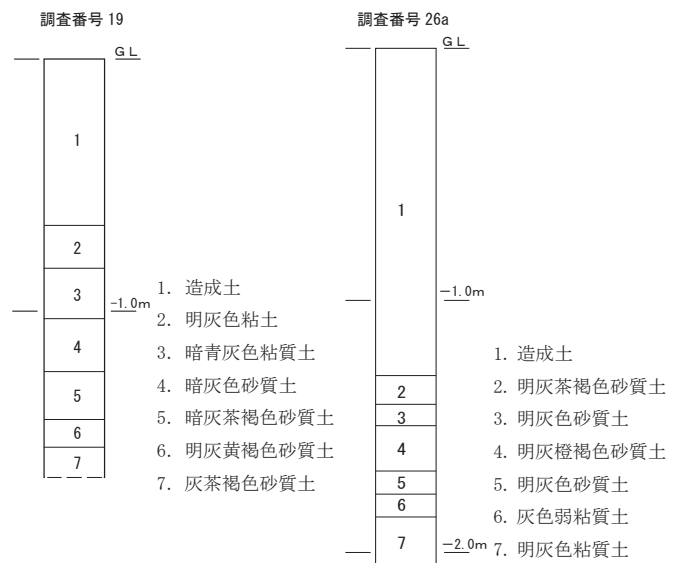 調査番号 19
GL
1
2
3
-1.0m
4
5
6
7
1. 造成土
2. 明灰色粘土
3. 暗青灰色粘質土
4. 暗灰色砂質土
5. 暗灰茶褐色砂質土
6. 明灰黄褐色砂質土
7. 灰茶褐色砂質土
調査番号 26a
GL
1
-1.0m
2
3
4
5
6
7
-2.0m
1. 造成土
2. 明灰茶褐色砂質土
3. 明灰色砂質土
4. 明灰橙褐色砂質土
5. 明灰色砂質土
6. 灰色弱粘質土
7. 明灰色粘質土